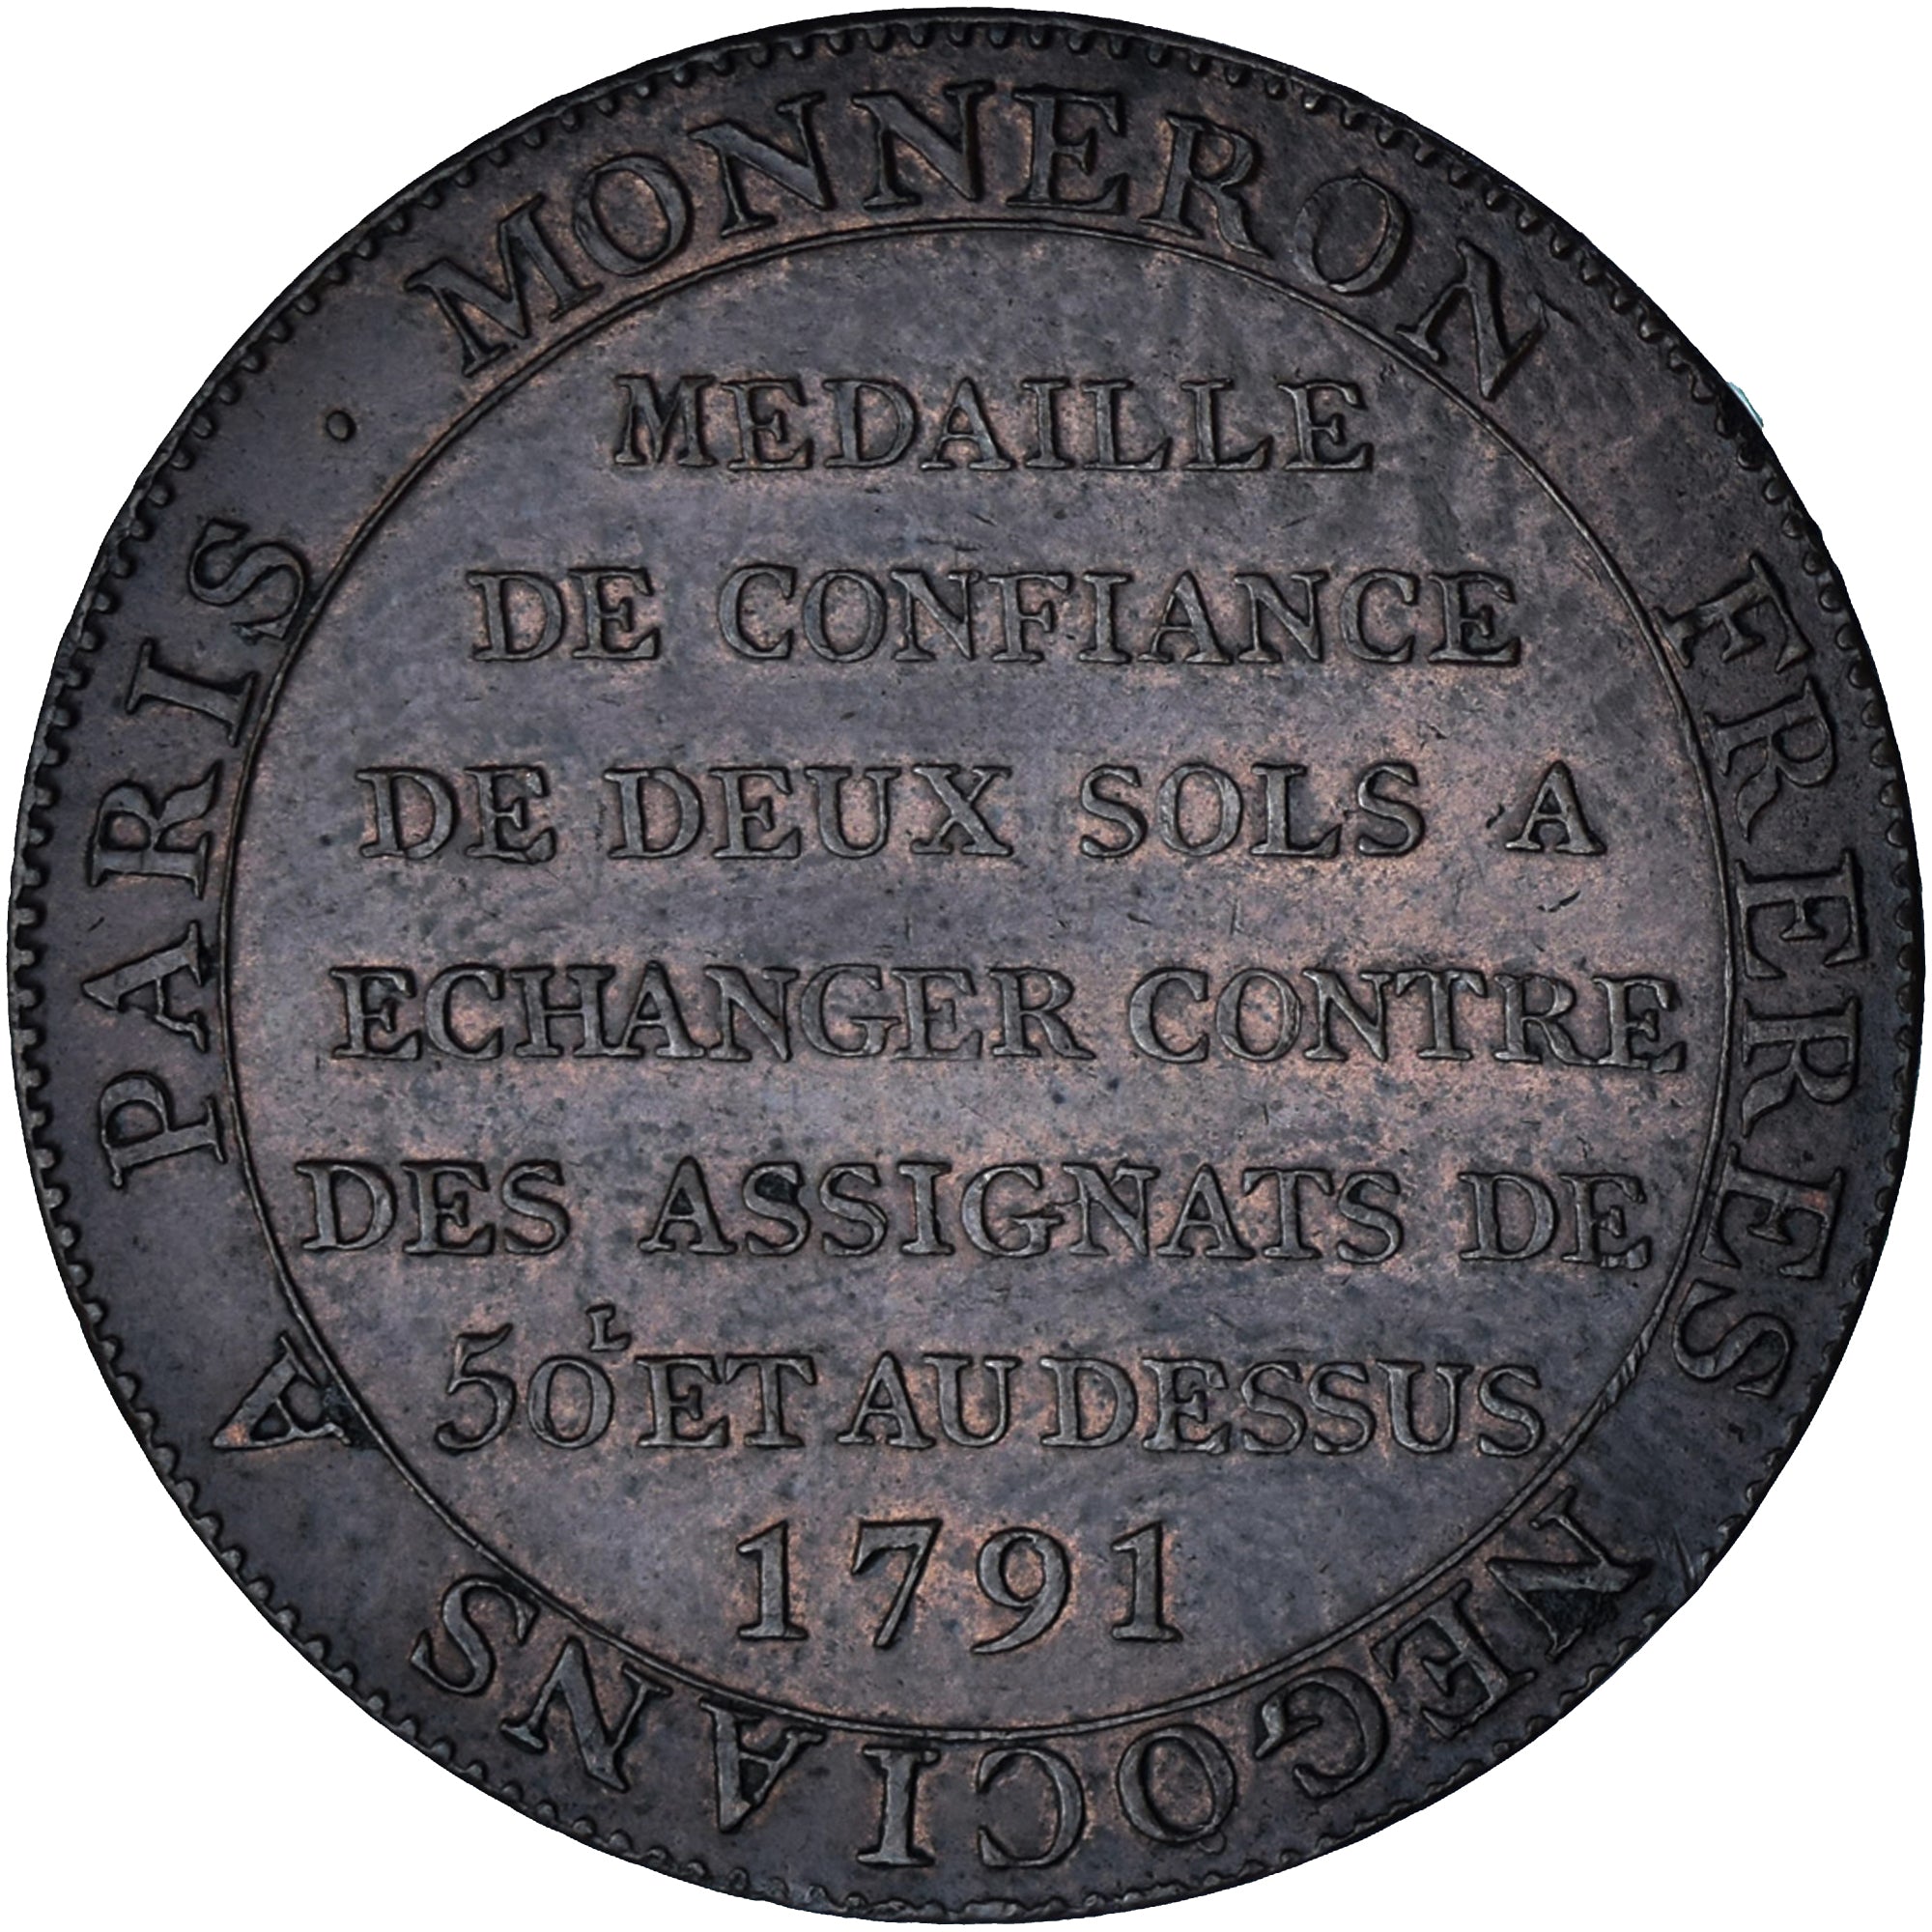 MONNERON FRERES NEGOCIANS A PARIS ·
MEDAILLE
DE CONFIANCE
DE DEUX SOLS A
ECHANGER CONTRE
DES ASSIGNATS DE
50ᴸ ET AU DESSUS
1791